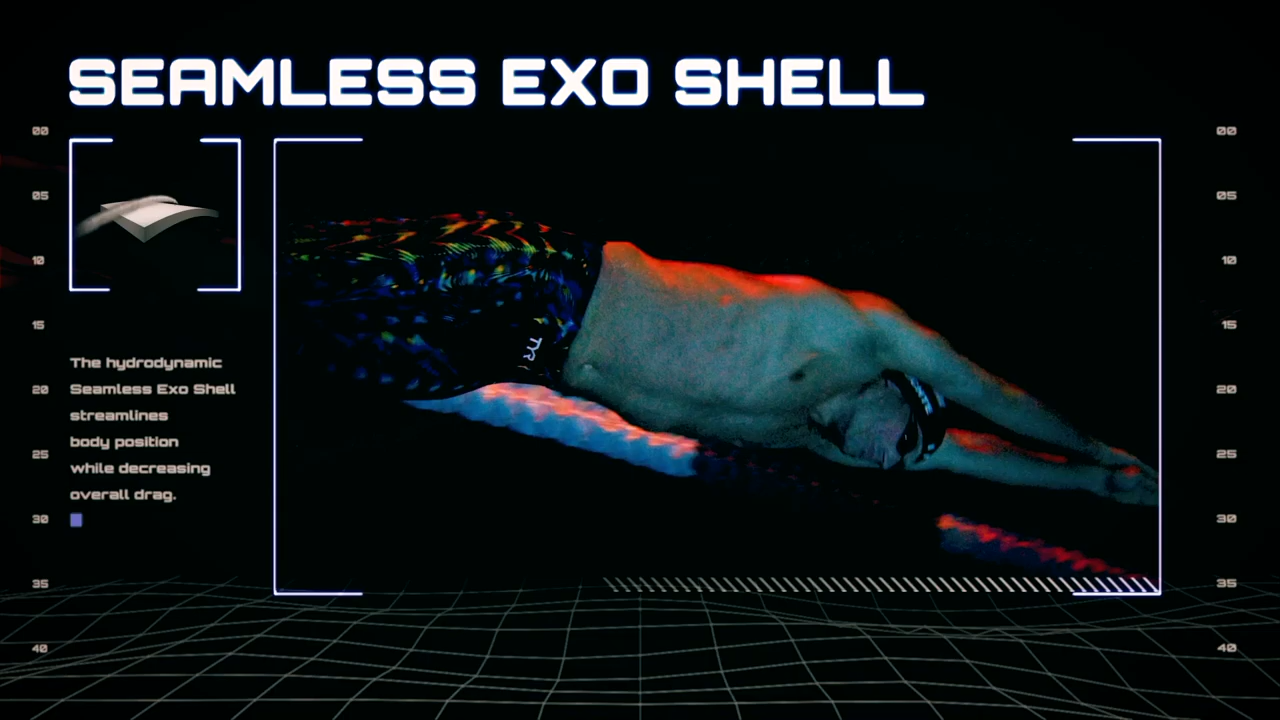 SEAMLESS EXO SHELL
00
05
10
15
20
25
30
35
40
The hydrodynamic
Seamless Exo Shell
streamlines
body position
while decreasing
overall drag.
TYR
00
05
10
15
20
25
30
35
40